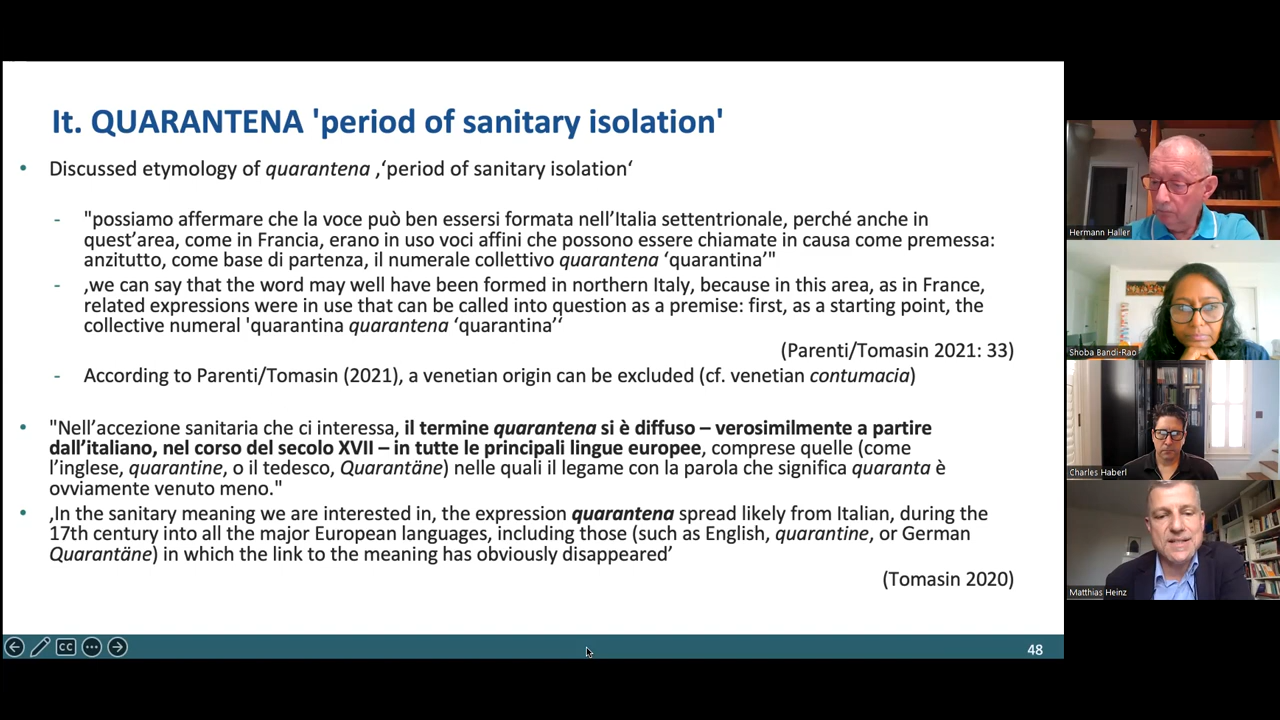 It. QUARANTENA 'period of sanitary isolation'
• Discussed etymology of quarantena ,‘period of sanitary isolation‘
- "possiamo affermare che la voce può ben essersi formata nell’Italia settentrionale, perché anche in
quest’area, come in Francia, erano in uso voci affini che possono essere chiamate in causa come premessa:
anzitutto, come base di partenza, il numerale collettivo quarantena ‘quarantina’"
- ‚we can say that the word may well have been formed in northern Italy, because in this area, as in France,
related expressions were in use that can be called into question as a premise: first, as a starting point, the
collective numeral 'quarantina quarantena ‘quarantina’‘
(Parenti/Tomasin 2021: 33)
- According to Parenti/Tomasin (2021), a venetian origin can be excluded (cf. venetian contumacia)
• "Nell’accezione sanitaria che ci interessa, il termine quarantena si è diffuso – verosimilmente a partire
dall’italiano, nel corso del secolo XVII – in tutte le principali lingue europee, comprese quelle (come
l’inglese, quarantine, o il tedesco, Quarantäne) nelle quali il legame con la parola che significa quaranta è
ovviamente venuto meno."
• ‚In the sanitary meaning we are interested in, the expression quarantena spread likely from Italian, during the
17th century into all the major European languages, including those (such as English, quarantine, or German
Quarantäne) in which the link to the meaning has obviously disappeared’
(Tomasin 2020)
CC
48
Hermann Haller
Shoba Bandi-Rao
Charles Haberl
Matthias Heinz